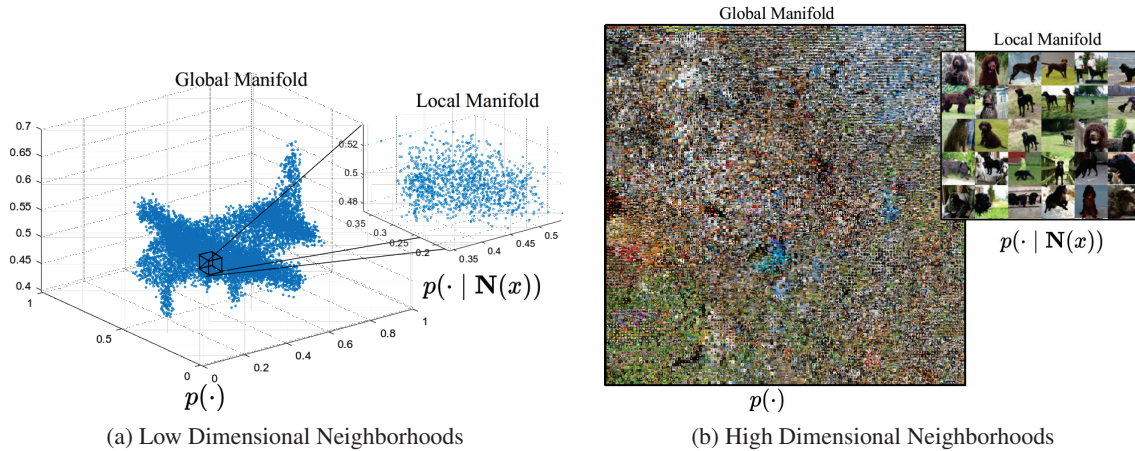 Global Manifold
Local Manifold
0.7
0.65
0.6
0.55
0.5
0.45
0.4
1
0.5
0
0
0.2
0.4
0.6
0.8
1
0.52
0.5
0.48
0.35
0.3
0.25
0.35
0.4
0.45
0.5
p(· | N(x))
p(·)
(a) Low Dimensional Neighborhoods
Global Manifold
Local Manifold
p(· | N(x))
p(·)
(b) High Dimensional Neighborhoods